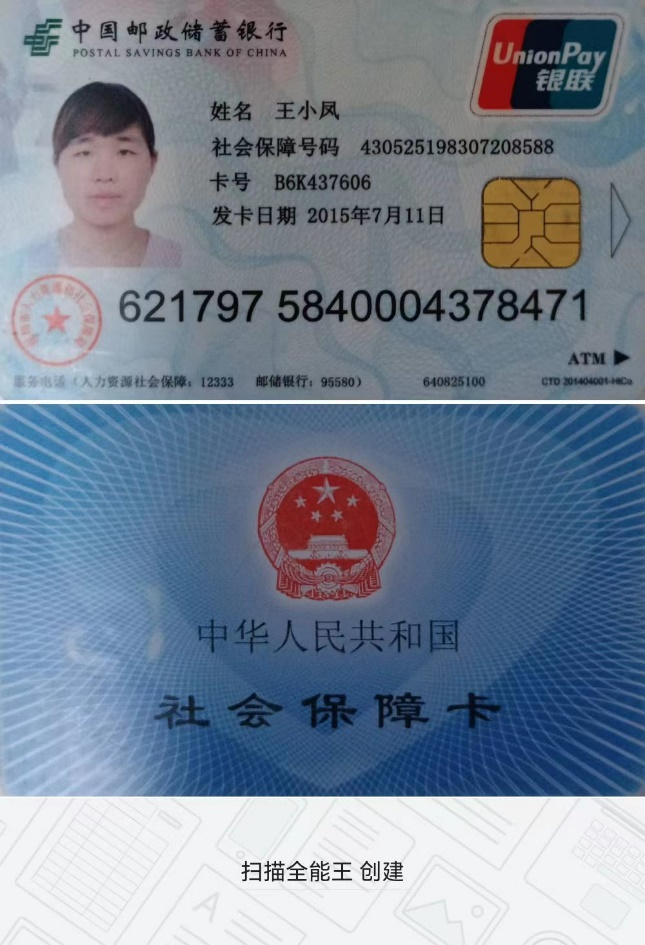 中国邮政储蓄银行
POSTAL SAVINGS BANK OF CHINA
UnionPay
银联
姓名 王小凤
社会保障号码 430525198307208588
卡号 B6K437606
发卡日期 2015年7月11日
621797 5840004378471
ATM
服务电话（人力资源社会保障：12333 邮储银行：95580） 640825100 CTD 201404001-HiCo
中华人民共和国
社会保障卡
扫描全能王 创建